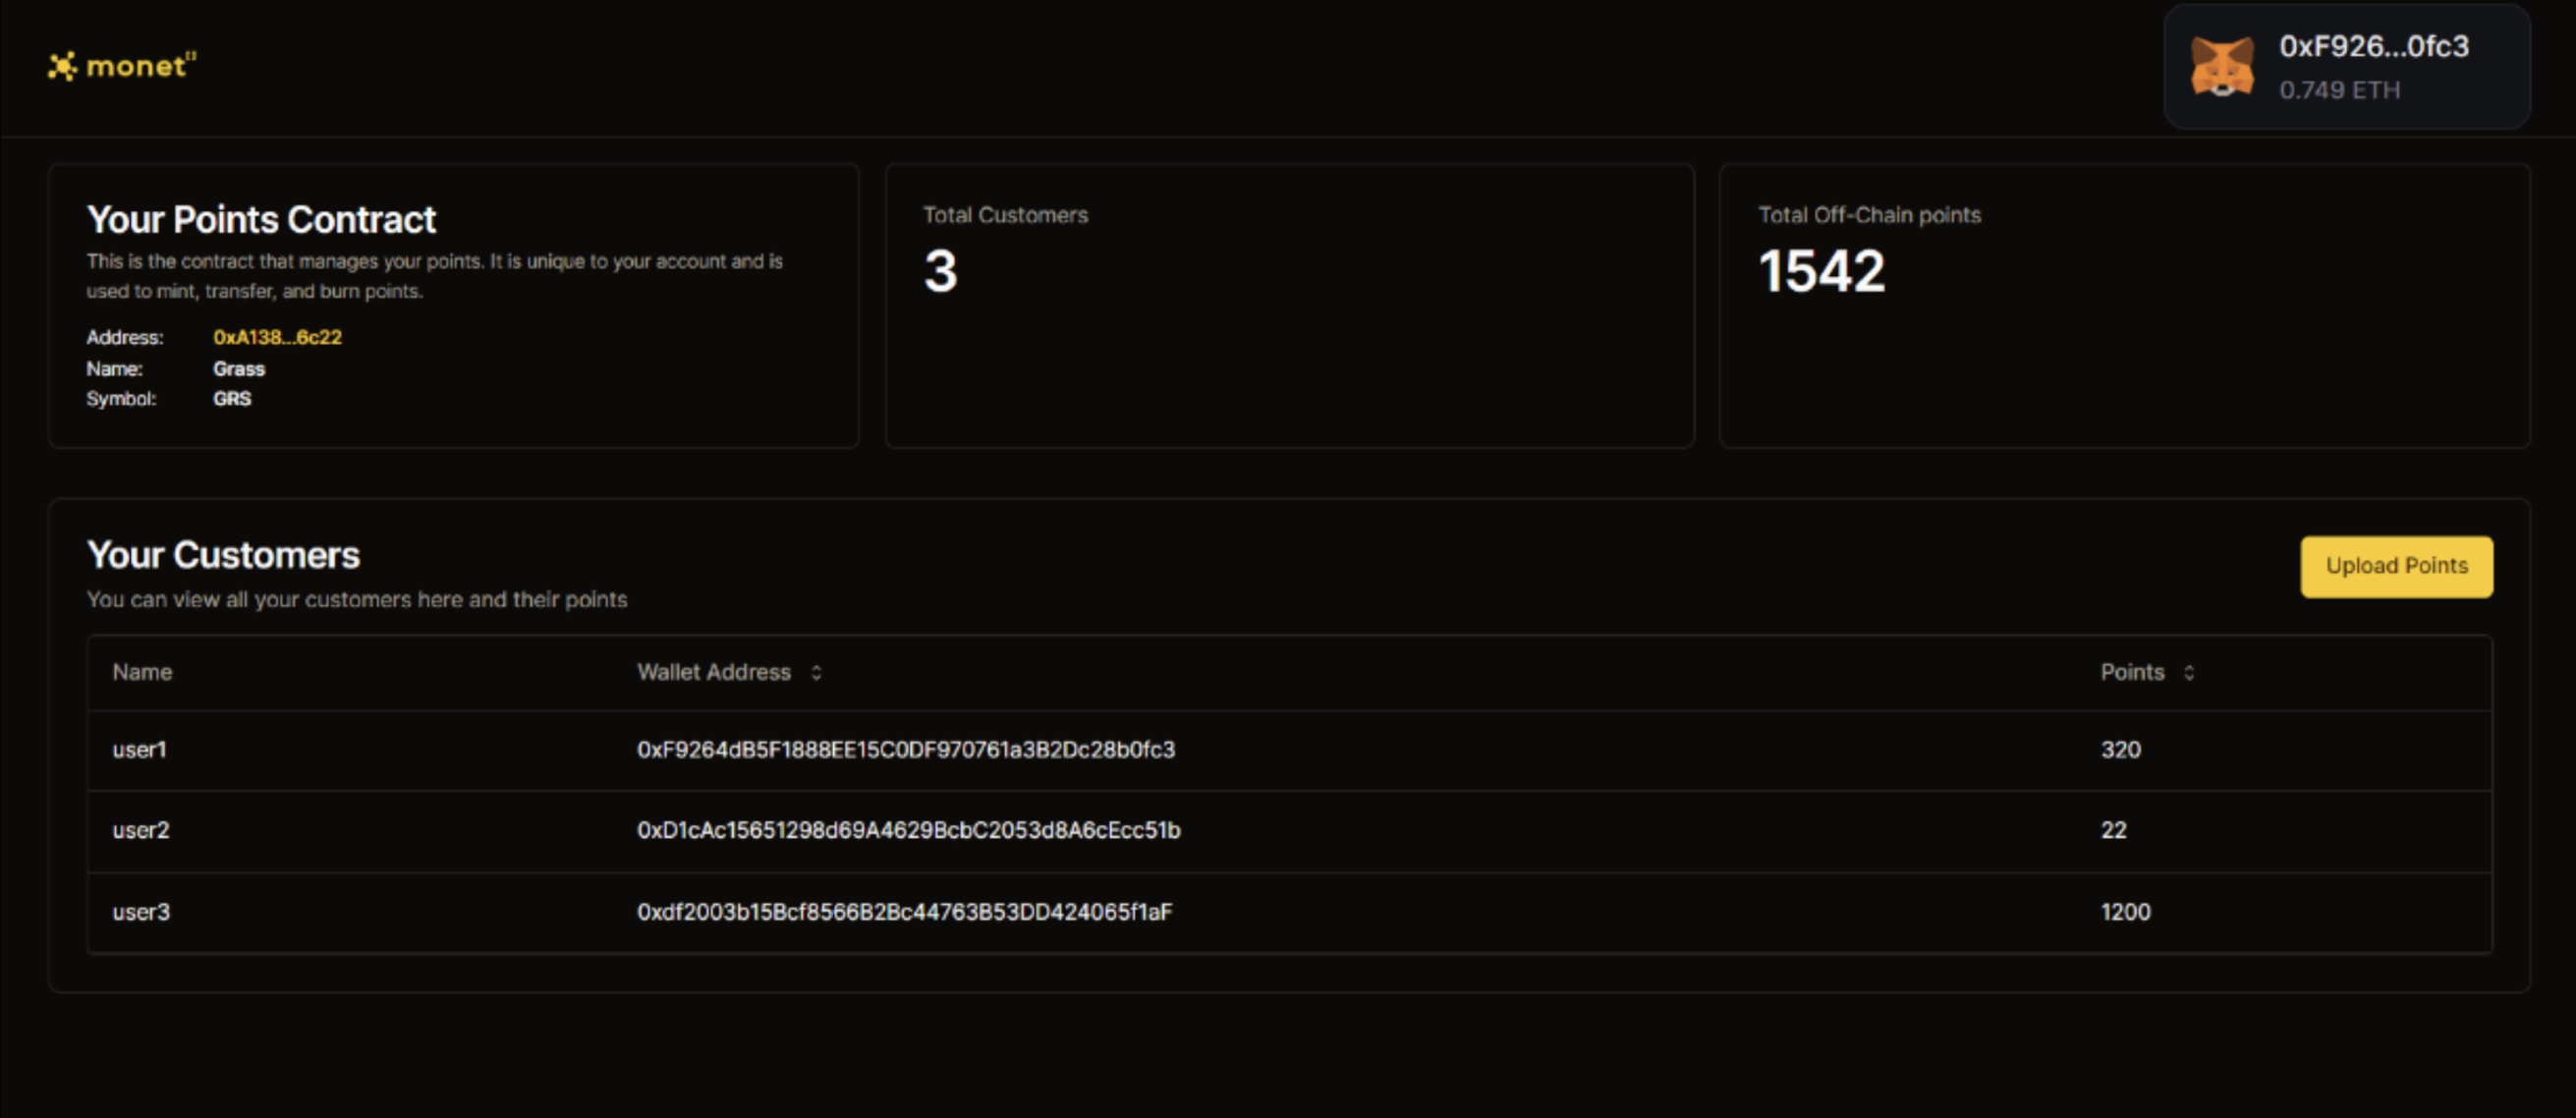 monet
0xF926...0fc3
0.749 ETH
Your Points Contract
This is the contract that manages your points. It is unique to your account and is
used to mint, transfer, and burn points.
Address: 0xA138...6c22
Name: Grass
Symbol: GRS
Total Customers
3
Total Off-Chain points
1542
Your Customers
You can view all your customers here and their points
Upload Points
Name Wallet Address Points
user1 0xF9264dB5F1888EE15C0DF970761a3B2Dc28b0fc3 320
user2 0xD1cAc15651298d69A4629BcbC2053d8A6cEcc51b 22
user3 0xdf2003b15Bcf8566B2Bc44763B53DD424065f1aF 1200